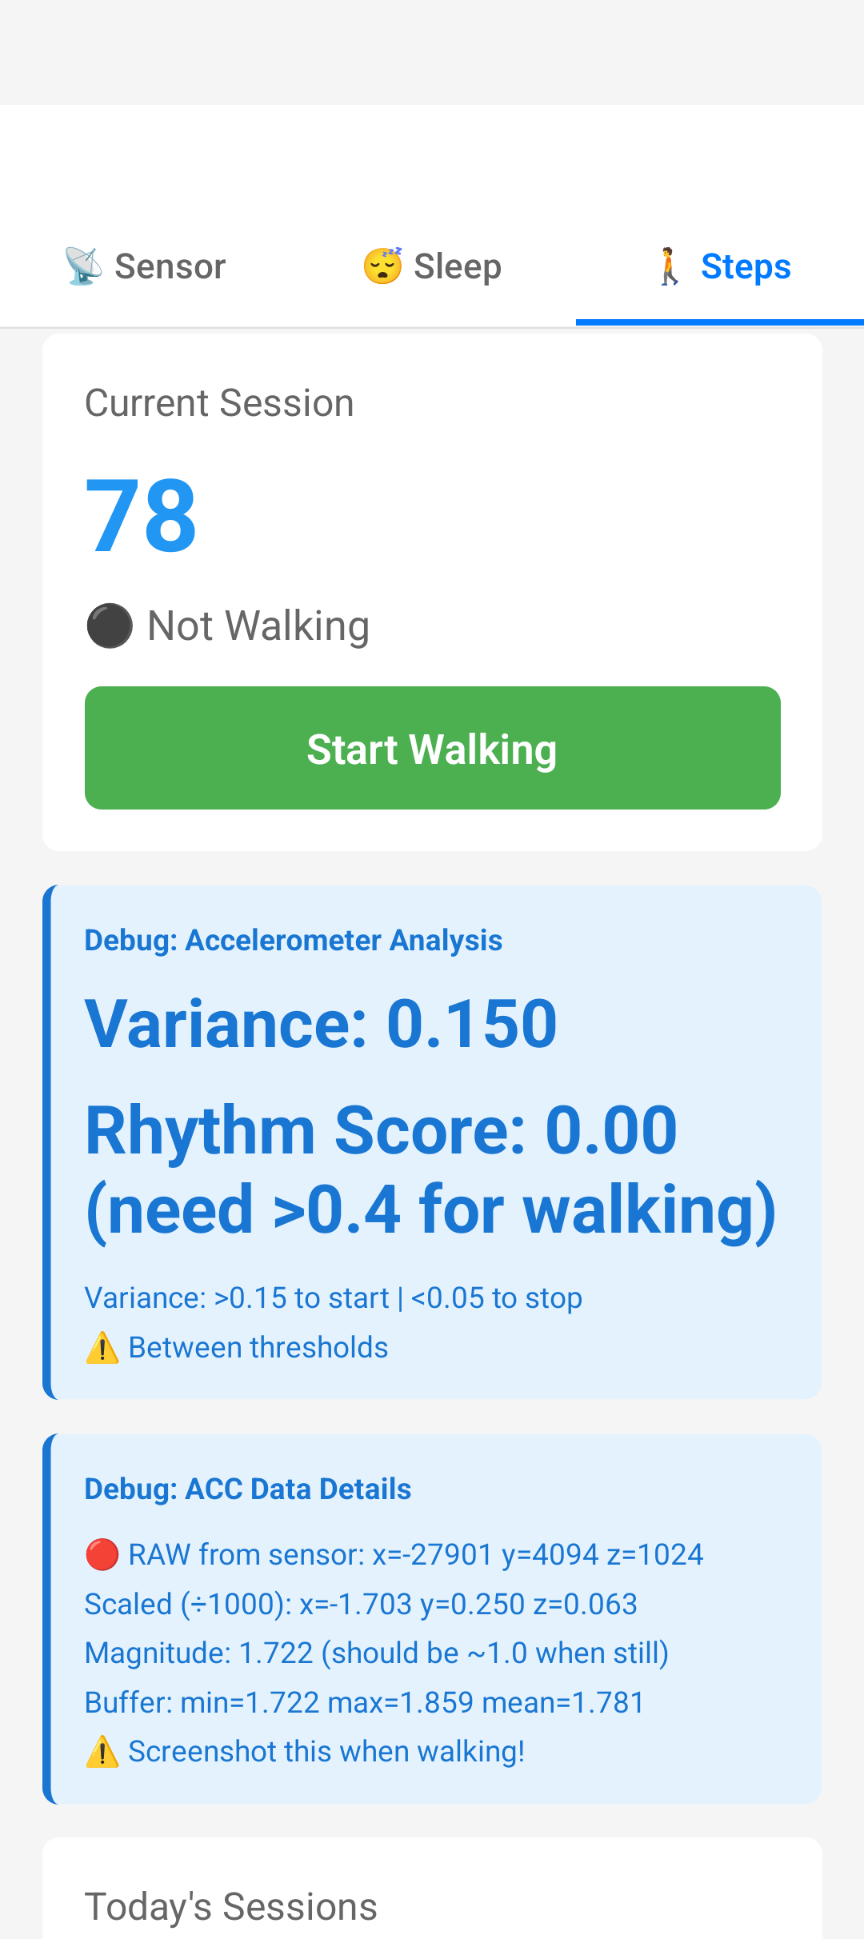 📡 Sensor
😴 Sleep
🚶 Steps
Current Session
78
⚫ Not Walking
Start Walking
Debug: Accelerometer Analysis
Variance: 0.150
Rhythm Score: 0.00
(need >0.4 for walking)
Variance: >0.15 to start | <0.05 to stop
⚠️ Between thresholds
Debug: ACC Data Details
🔴 RAW from sensor: x=-27901 y=4094 z=1024
Scaled (÷1000): x=-1.703 y=0.250 z=0.063
Magnitude: 1.722 (should be ~1.0 when still)
Buffer: min=1.722 max=1.859 mean=1.781
⚠️ Screenshot this when walking!
Today's Sessions